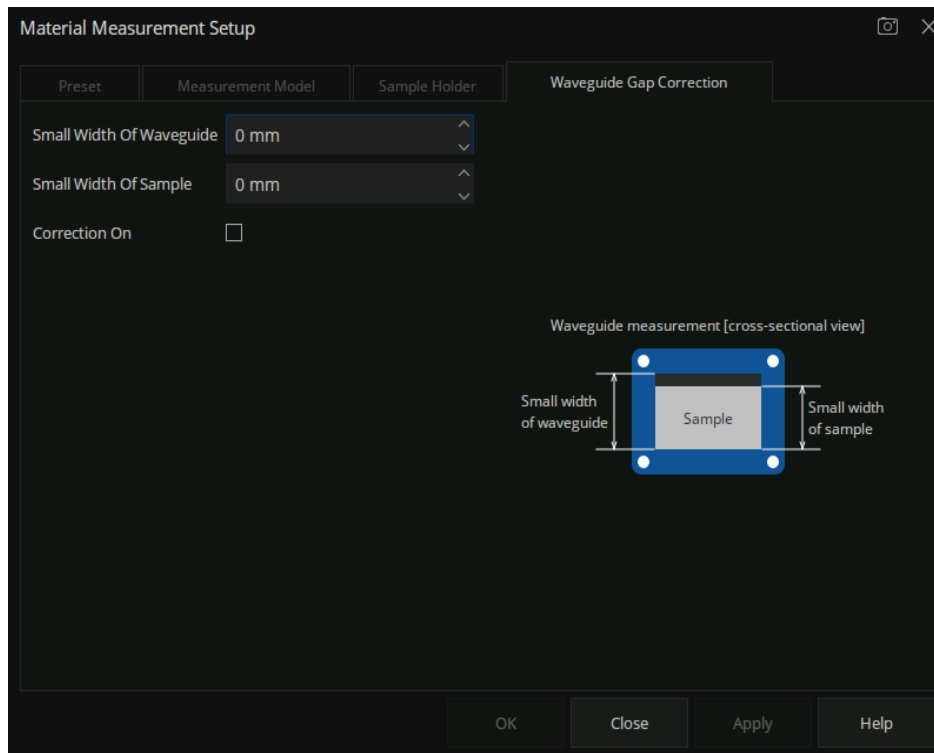 Material Measurement Setup
Preset
Measurement Model
Sample Holder
Waveguide Gap Correction
Small Width Of Waveguide
0 mm
Small Width Of Sample
0 mm
Correction On
Waveguide measurement [cross-sectional view]
Small width
of waveguide
Sample
Small width
of sample
OK
Close
Apply
Help